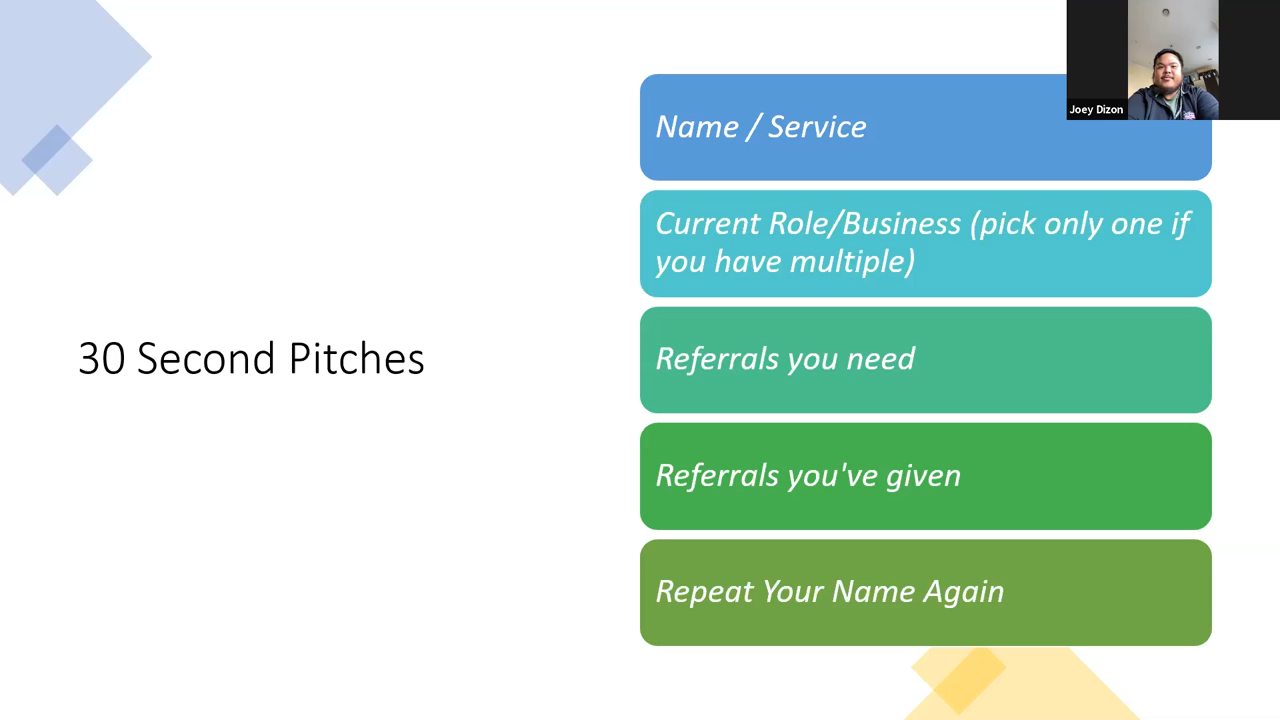 Joey Dizon
Name / Service
Current Role/Business (pick only one if
you have multiple)
30 Second Pitches
Referrals you need
Referrals you've given
Repeat Your Name Again